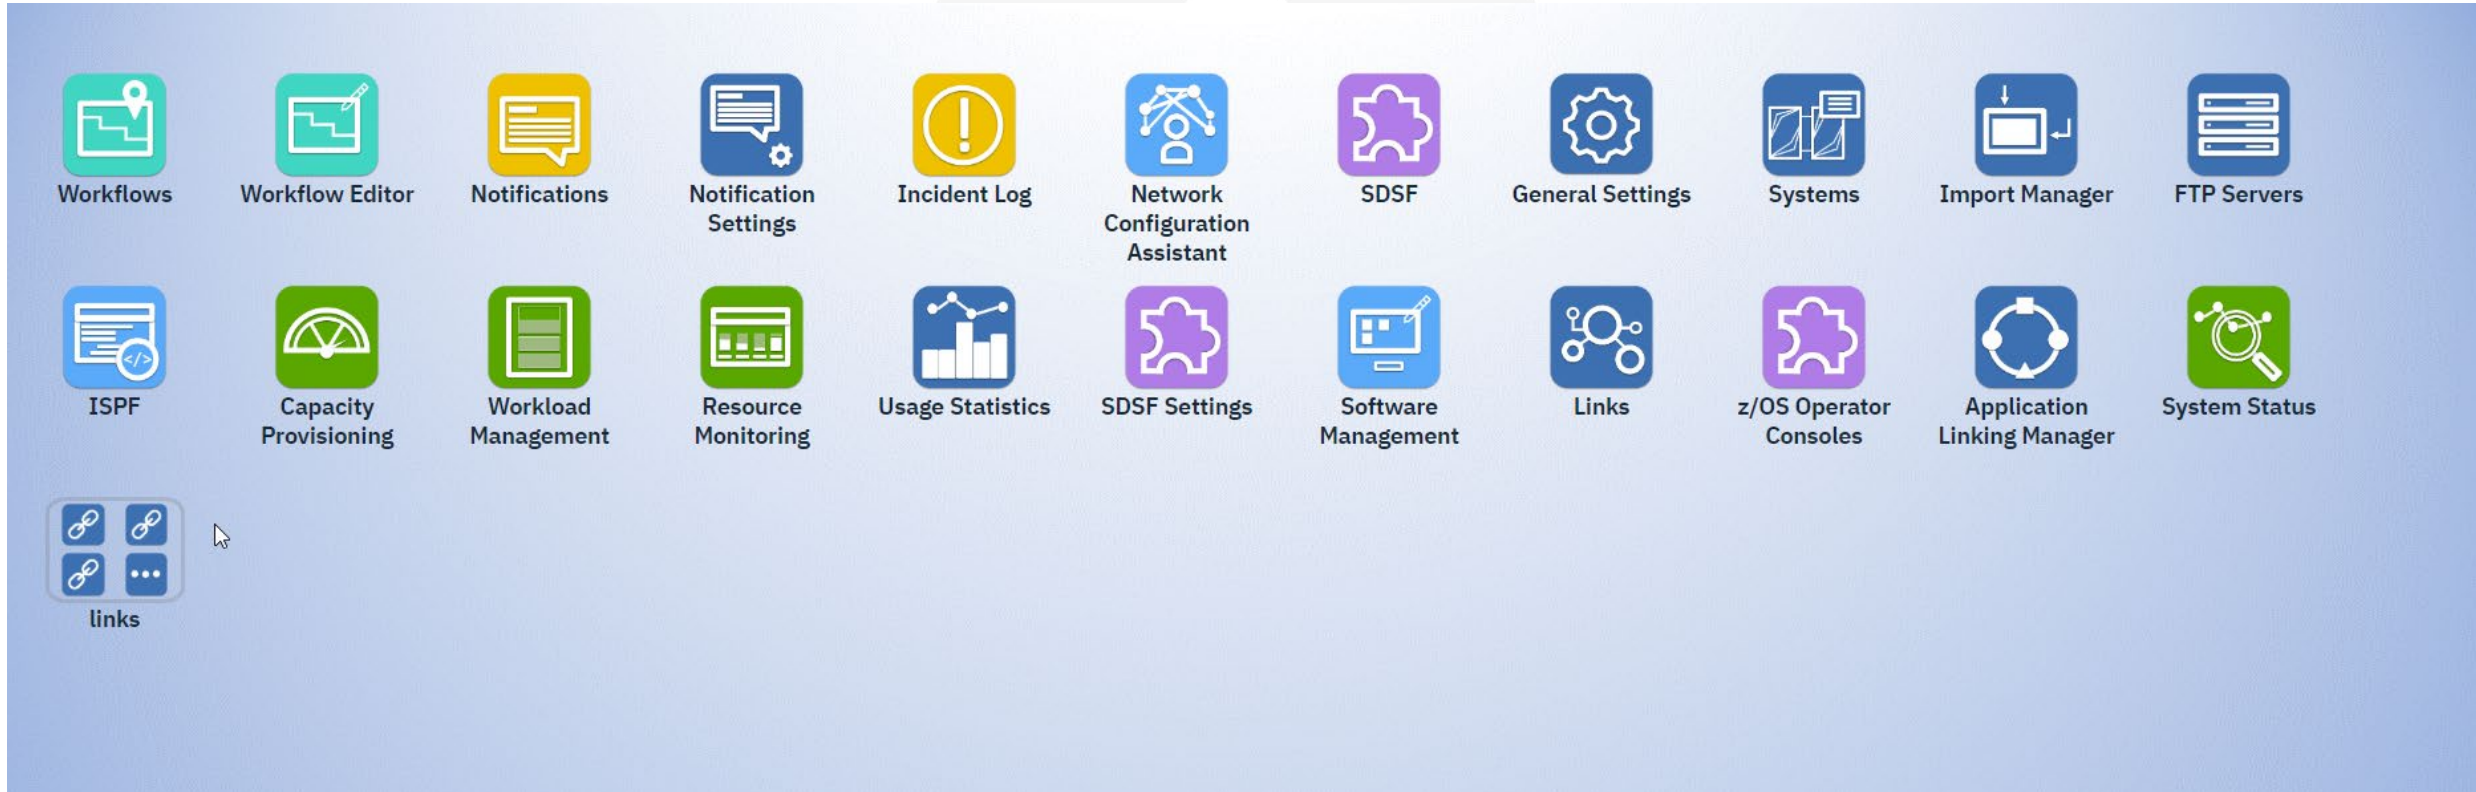 Workflows
Workflow Editor
Notifications
Notification
Settings
Incident Log
Network
Configuration
Assistant
SDSF
General Settings
Systems
Import Manager
FTP Servers
</>
ISPF
Capacity
Provisioning
Workload
Management
Resource
Monitoring
Usage Statistics
SDSF Settings
Software
Management
Links
z/OS Operator
Consoles
Application
Linking Manager
System Status
links